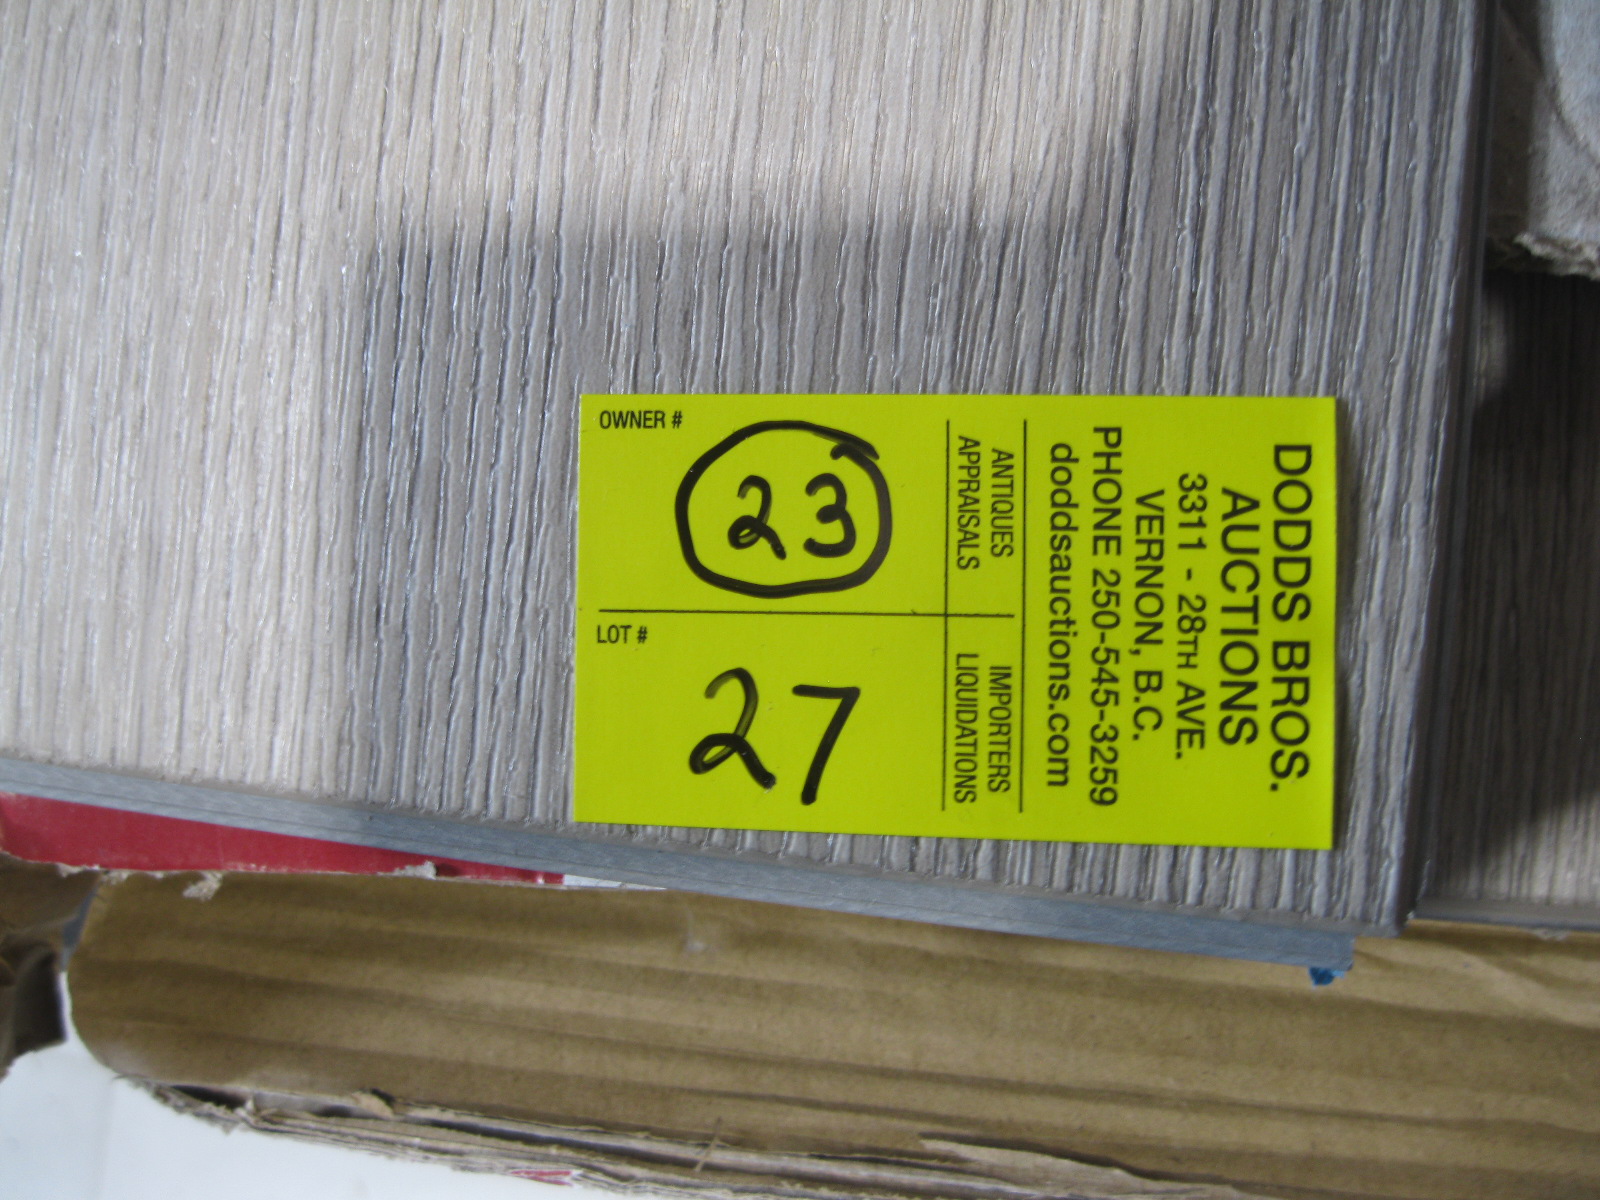 DODDS BROS.
AUCTIONS
3311 - 28TH AVE.
VERNON, B.C.
PHONE 250-545-3259
doddsauctions.com
ANTIQUES
APPRAISALS
IMPORTERS
LIQUIDATIONS
OWNER #
23
LOT #
27